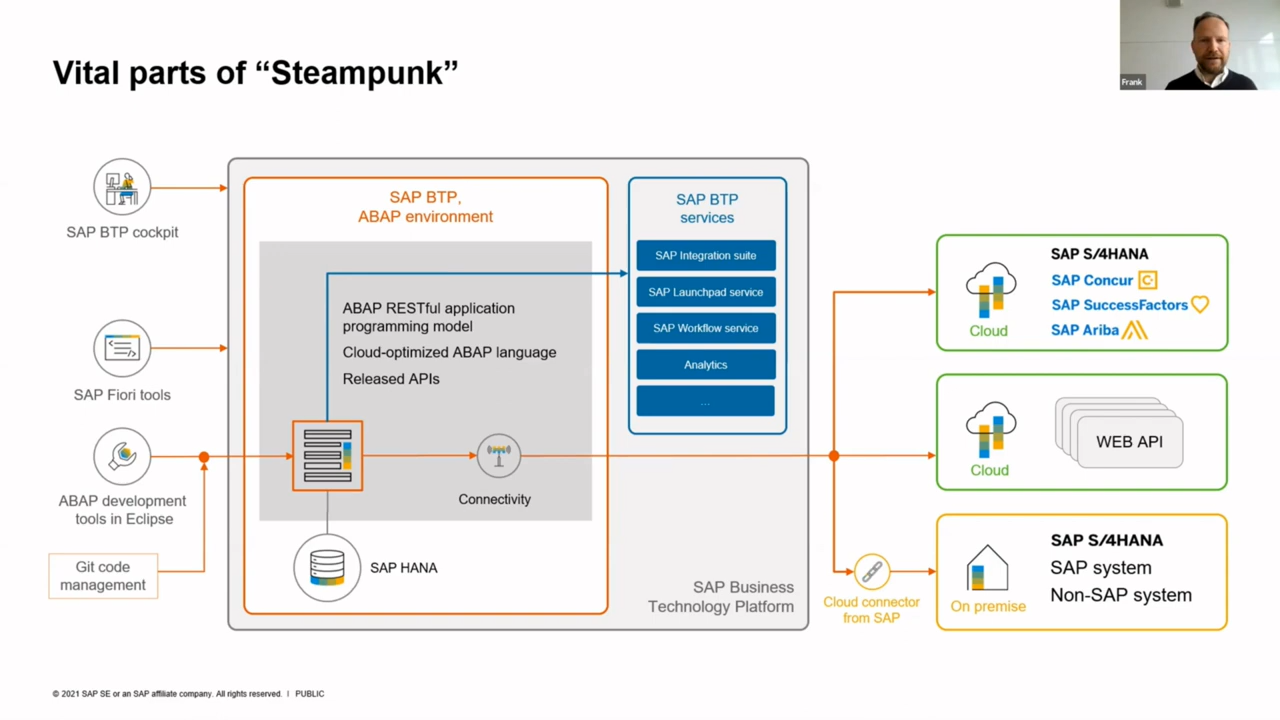 Vital parts of “Steampunk”
Frank
SAP BTP cockpit
SAP Fiori tools
ABAP development
tools in Eclipse
Git code
management
SAP BTP,
ABAP environment
ABAP RESTful application
programming model
Cloud-optimized ABAP language
Released APIs
Connectivity
SAP HANA
SAP BTP
services
SAP Integration suite
SAP Launchpad service
SAP Workflow service
Analytics
...
SAP Business
Technology Platform
Cloud
SAP S/4HANA
SAP Concur C
SAP SuccessFactors
SAP Ariba
Cloud
WEB API
Cloud connector
from SAP
On premise
SAP S/4HANA
SAP system
Non-SAP system
© 2021 SAP SE or an SAP affiliate company. All rights reserved. I PUBLIC